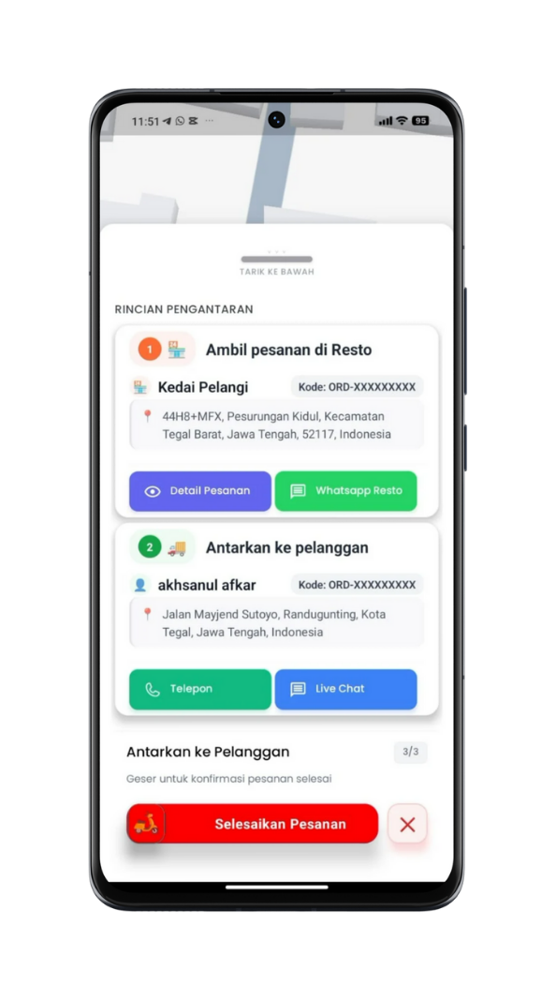 11:51
95
TARIK KE BAWAH
RINCIAN PENGANTARAN
1 Ambil pesanan di Resto
Kedai Pelangi Kode: ORD-XXXXXXXXX
44H8+MFX, Pesurungan Kidul, Kecamatan
Tegal Barat, Jawa Tengah, 52117, Indonesia
Detail Pesanan Whatsapp Resto
2 Antarkan ke pelanggan
akhsanul afkar Kode: ORD-XXXXXXXXX
Jalan Mayjend Sutoyo, Randugunting, Kota
Tegal, Jawa Tengah, Indonesia
Telepon Live Chat
Antarkan ke Pelanggan 3/3
Geser untuk konfirmasi pesanan selesai
Selesaikan Pesanan